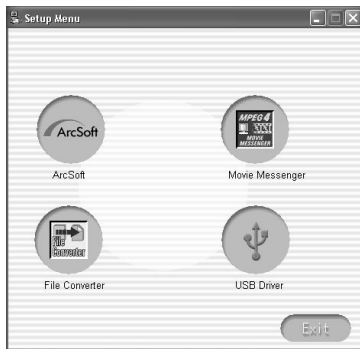 Setup Menu
ArcSoft
MPEG4
MOVIE
MESSENGER
ArcSoft
Movie Messenger
File
Converter
File Converter
USB Driver
Exit